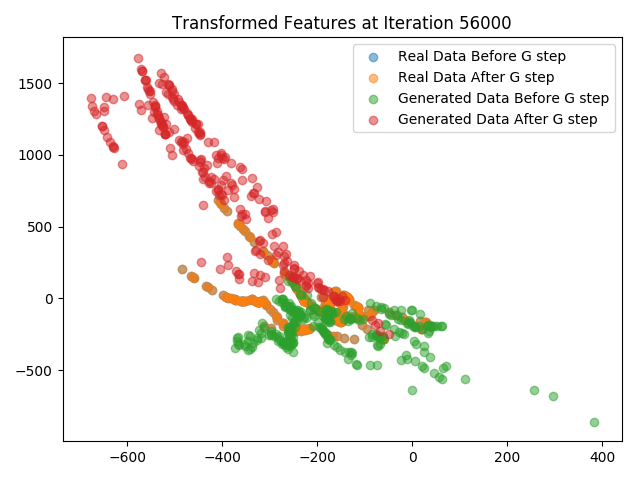 Transformed Features at Iteration 56000
Real Data Before G step
Real Data After G step
Generated Data Before G step
Generated Data After G step
1500
1000
500
0
−500
−600
−400
−200
0
200
400